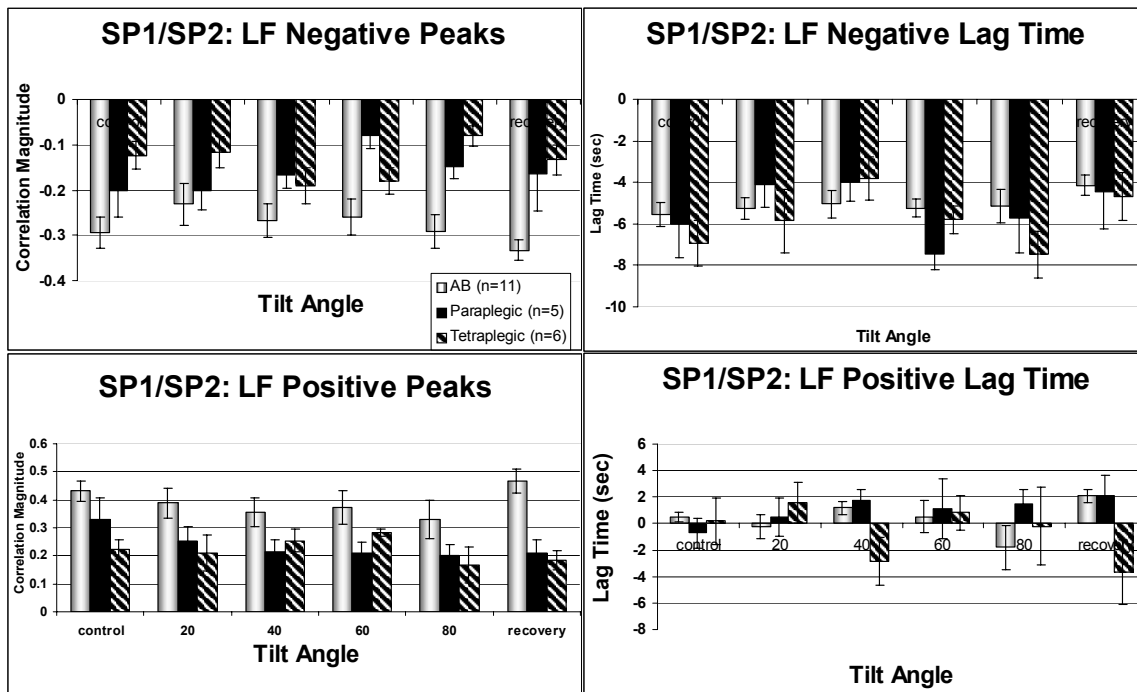 SP1/SP2: LF Negative Peaks
Correlation Magnitude
0
-0.1
-0.2
-0.3
-0.4
control
recovery
Tilt Angle
AB (n=11)
Paraplegic (n=5)
Tetraplegic (n=6)
SP1/SP2: LF Negative Lag Time
Lag Time (sec)
0
-2
-4
-6
-8
-10
control
recovery
Tilt Angle
SP1/SP2: LF Positive Peaks
Correlation Magnitude
0.6
0.5
0.4
0.3
0.2
0.1
0
control 20 40 60 80 recovery
Tilt Angle
SP1/SP2: LF Positive Lag Time
Lag Time (sec)
6
4
2
0
-2
-4
-6
-8
control 20 40 60 80 recovery
Tilt Angle